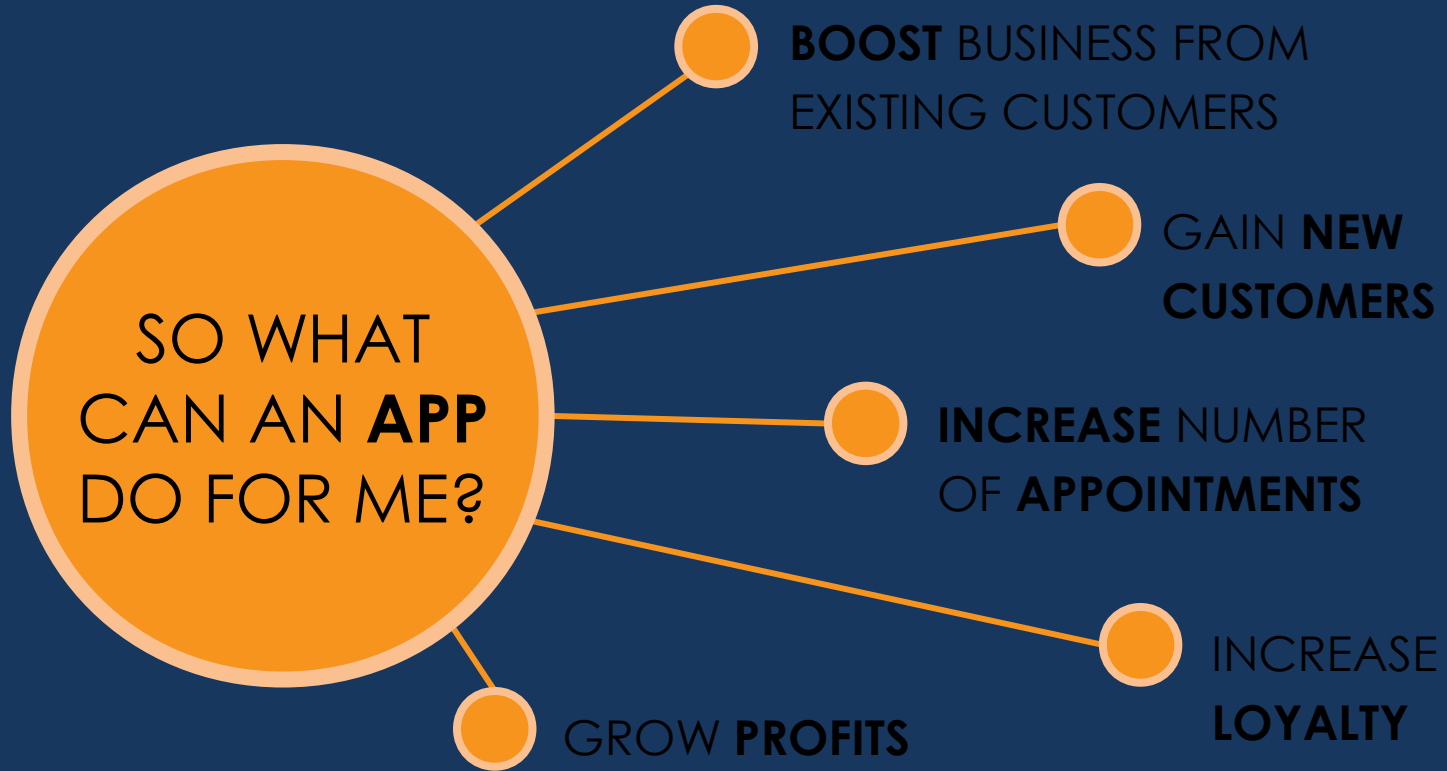 SO WHAT
CAN AN APP
DO FOR ME?
BOOST BUSINESS FROM
EXISTING CUSTOMERS
GAIN NEW
CUSTOMERS
INCREASE NUMBER
OF APPOINTMENTS
INCREASE
LOYALTY
GROW PROFITS